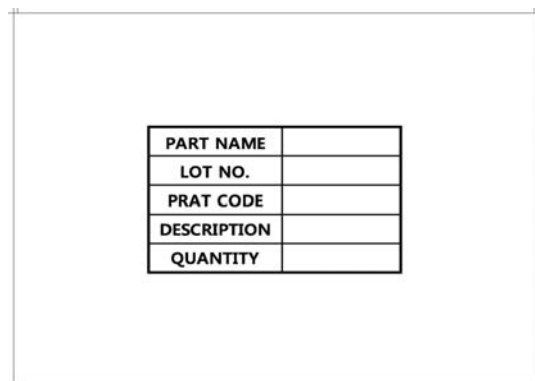 PART NAME
LOT NO.
PRAT CODE
DESCRIPTION
QUANTITY